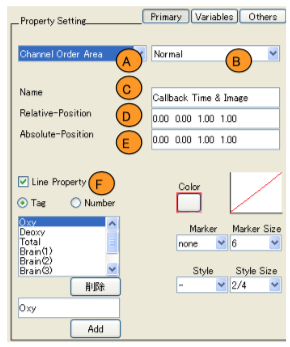 Property Setting
Primary Variables Others
Channel Order Area A Normal B
Name C Callback Time & Image
Relative-Position D 0.00 0.00 1.00 1.00
Absolute-Position E 0.00 0.00 1.00 1.00
Line Property F
Tag Number
Color
Oxy
Deoxy
Total
Brain(1)
Brain(2)
Brain(3)
Marker Marker Size
none 6
Style Style Size
- 2/4
削除
Oxy
Add